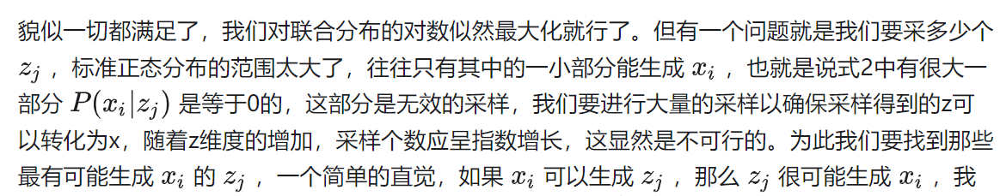 貌似一切都满足了，我们对联合分布的对数似然最大化就行了。但有一个问题就是我们要采多少个
z_j ，标准正态分布的范围太大了，往往只有其中的一小部分能生成 x_i ，也就是说式2中有很大一
部分 P(x_i|z_j) 是等于0的，这部分是无效的采样，我们要进行大量的采样以确保采样得到的z可
以转化为x，随着z维度的增加，采样个数应呈指数增长，这显然是不可行的。为此我们要找到那些
最有可能生成 x_i 的 z_j ，一个简单的直觉，如果 x_i 可以生成 z_j ，那么 z_j 很可能生成 x_i ，我